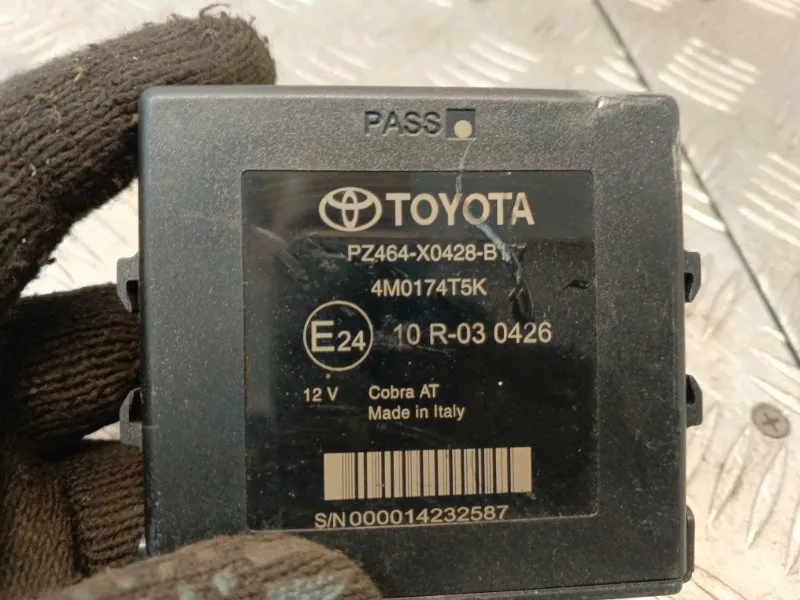 PASS
TOYOTA
PZ464-X0428-B1
4M0174T5K
E24 10 R-03 0426
12 V Cobra AT
Made in Italy
S/N 000014232587